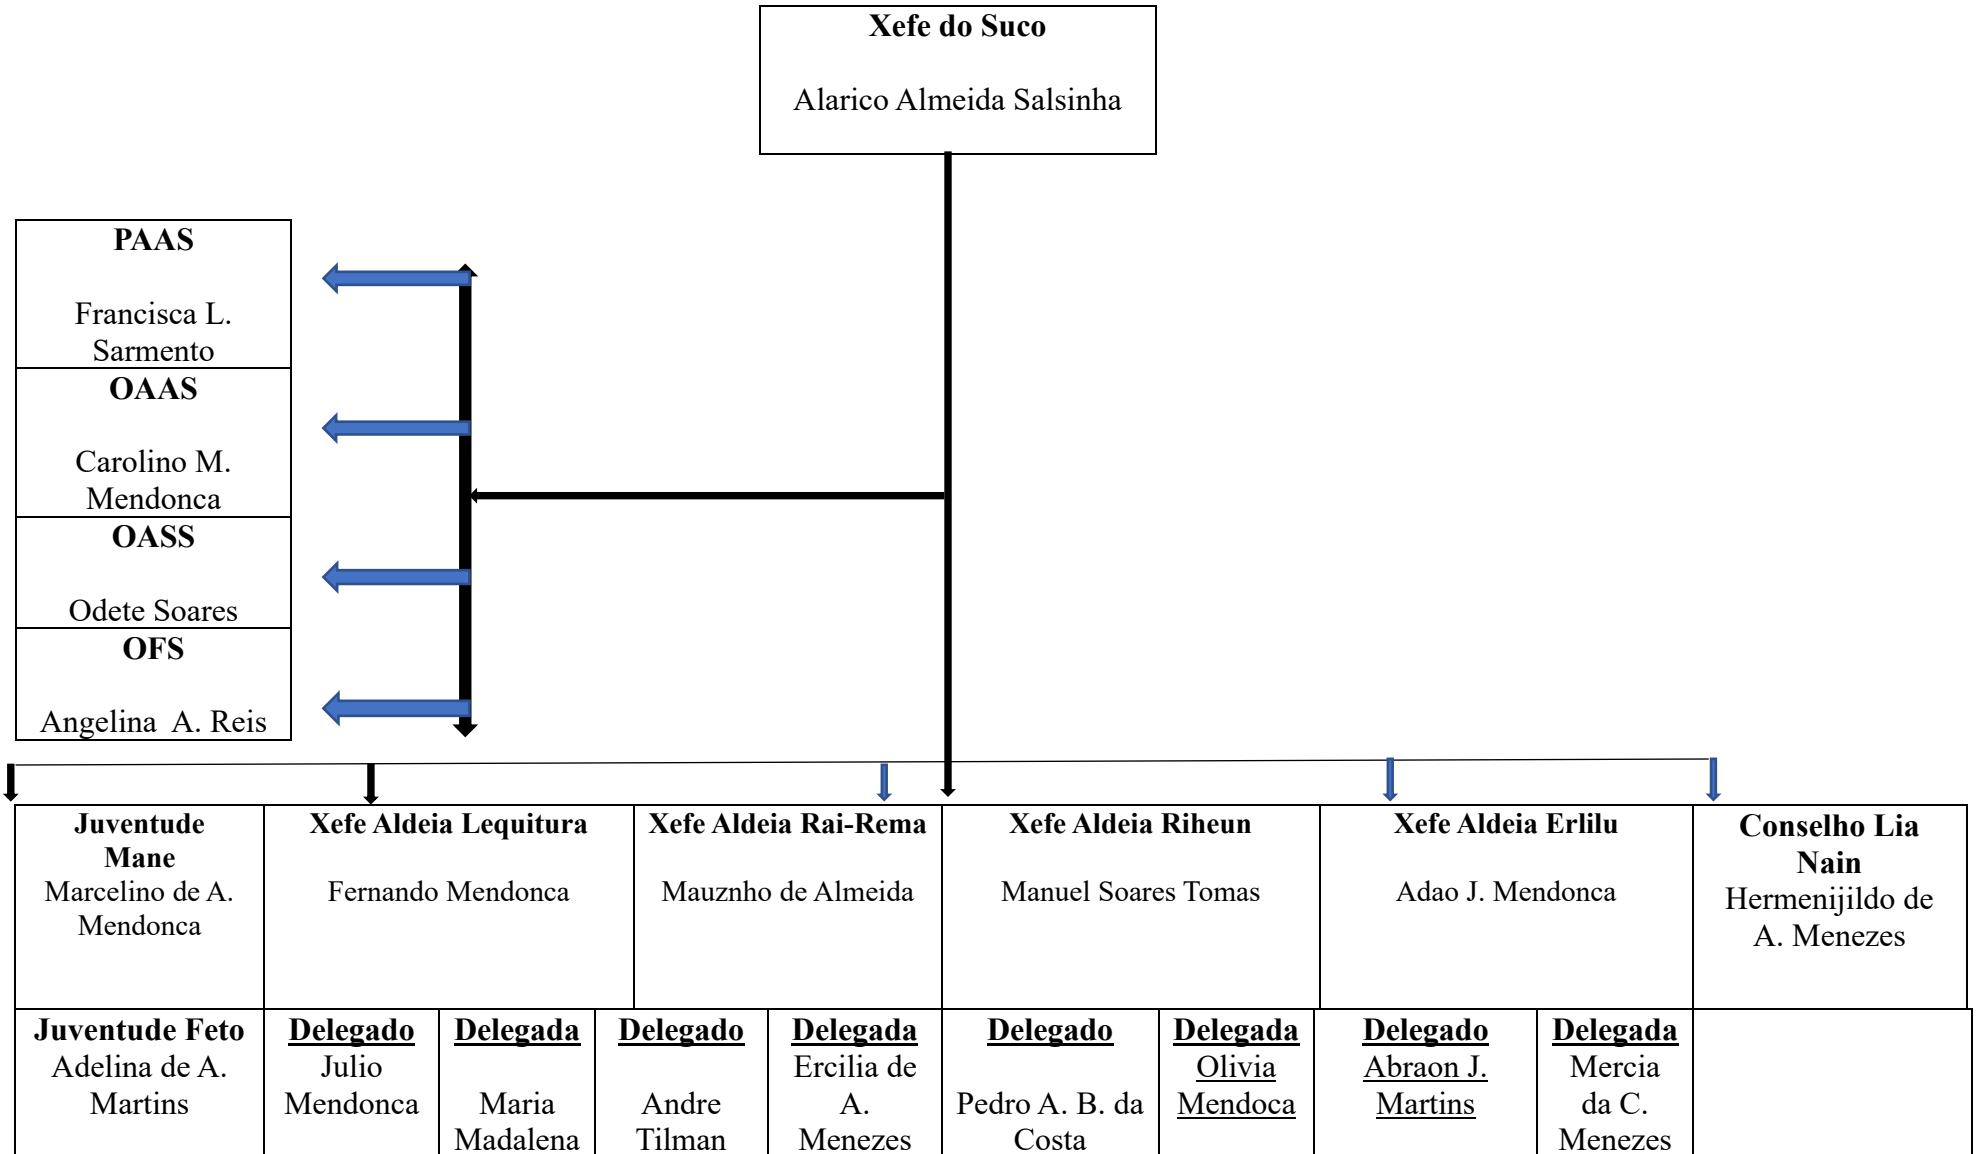 Xefe do Suco
Alarico Almeida Salsinha
PAAS
Francisca L.
Sarmento
OAAS
Carolino M.
Mendonca
OASS
Odete Soares
OFS
Angelina  A. Reis
Juventude
Mane
Marcelino de A.
Mendonca
Xefe Aldeia Lequitura
Fernando Mendonca
Xefe Aldeia Rai-Rema
Mauznho de Almeida
Xefe Aldeia Riheun
Manuel Soares Tomas
Xefe Aldeia Erlilu
Adao J. Mendonca
Conselho Lia
Nain
Hermenijildo de
A. Menezes
Juventude Feto
Adelina de A.
Martins
Delegado
Julio
Mendonca
Delegada
Maria
Madalena
Delegado
Andre
Tilman
Delegada
Ercilia de
A.
Menezes
Delegado
Pedro A. B. da
Costa
Delegada
Olivia
Mendoca
Delegado
Abraon J.
Martins
Delegada
Mercia
da C.
Menezes